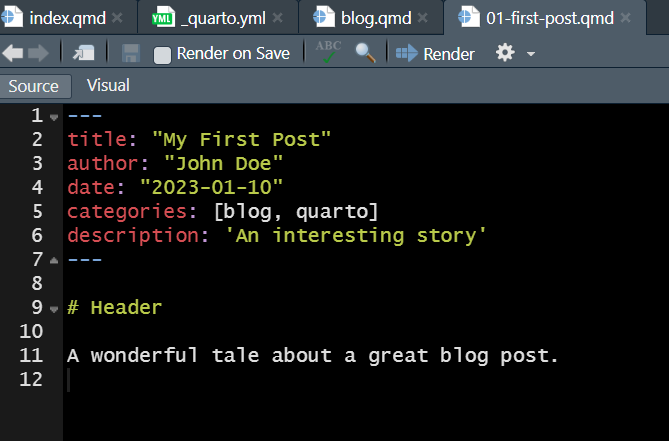 index.qmd _quarto.yml blog.qmd 01-first-post.qmd
Render on Save ABC Render
Source Visual
1 ---
2 title: "My First Post"
3 author: "John Doe"
4 date: "2023-01-10"
5 categories: [blog, quarto]
6 description: 'An interesting story'
7 ---
8
9 # Header
10
11 A wonderful tale about a great blog post.
12